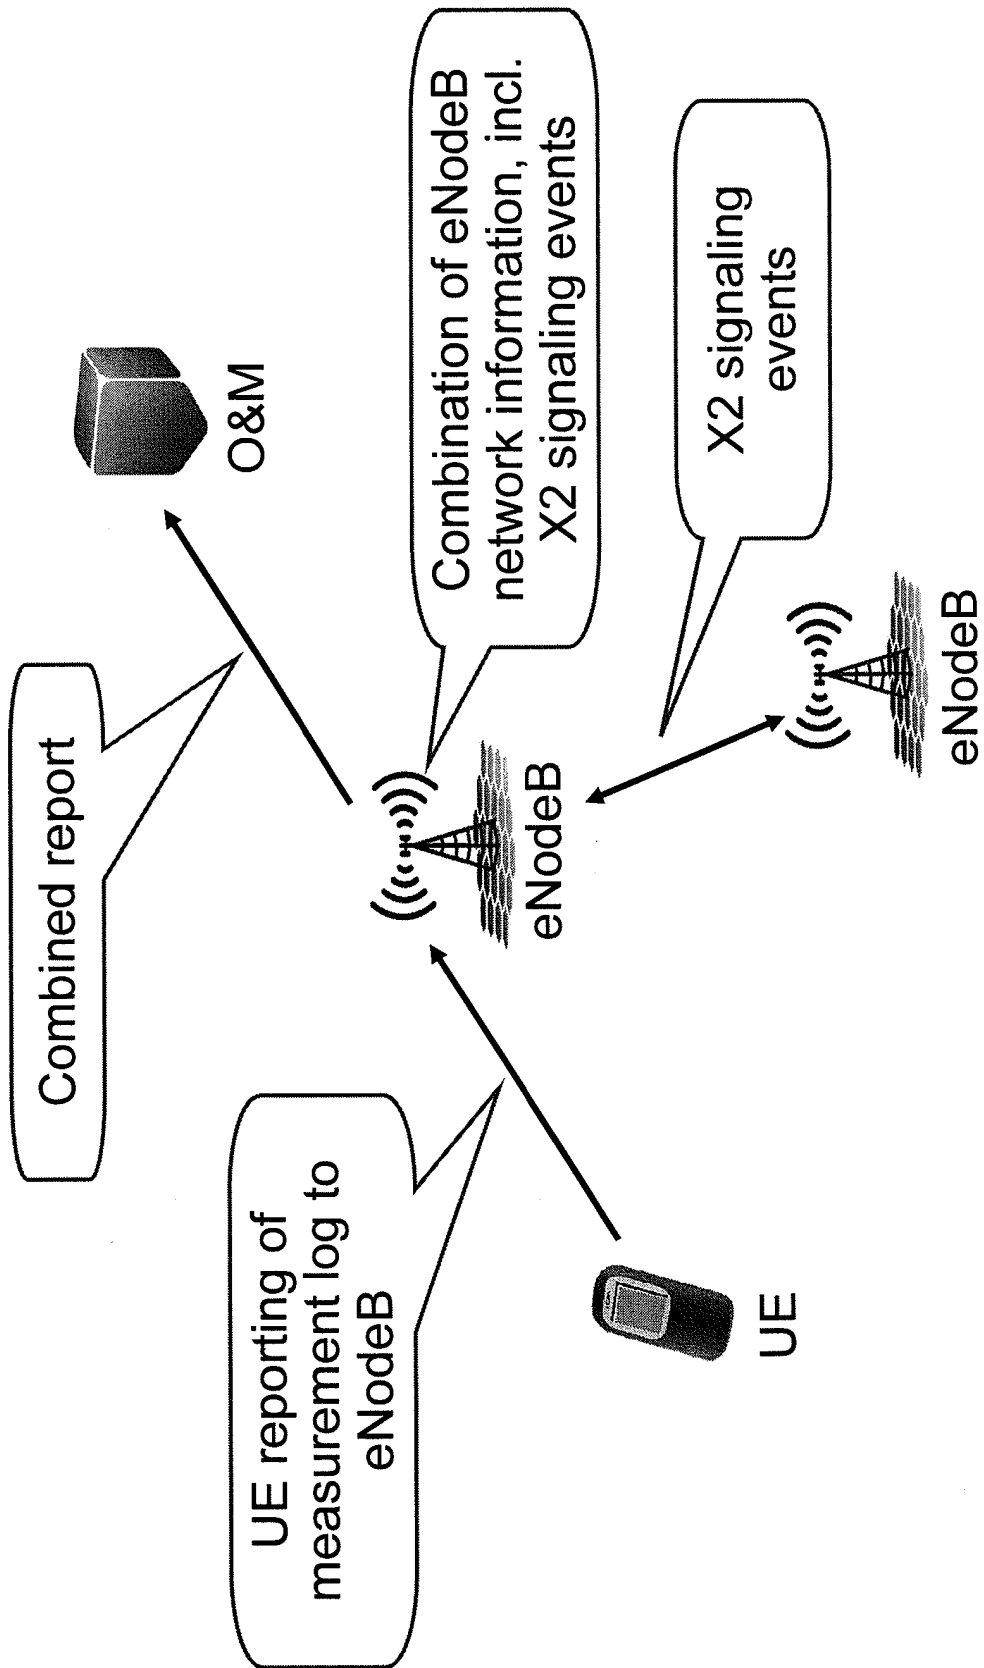 Combined report
O&M
UE reporting of
measurement log to
eNodeB
Combination of eNodeB
network information, incl.
X2 signaling events
eNodeB
UE
X2 signaling
events
eNodeB